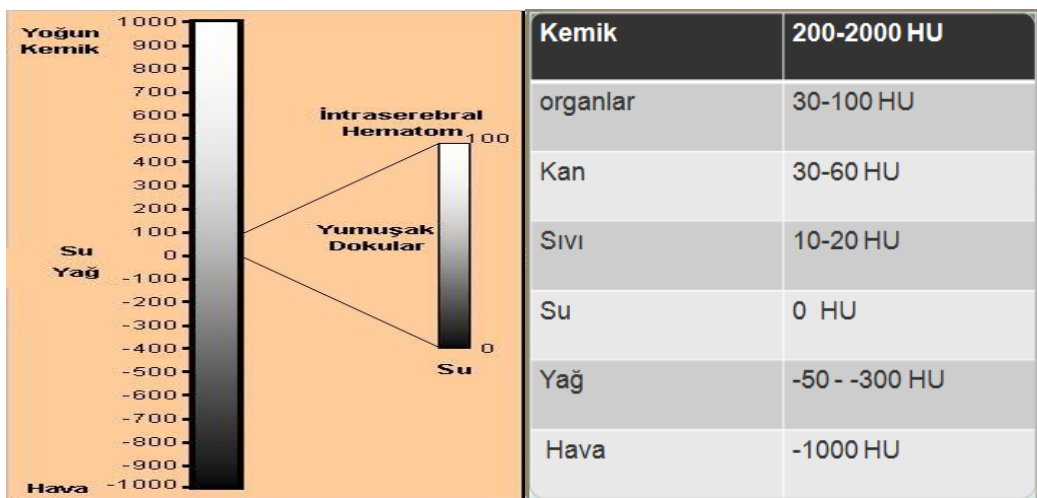 Yoğun
Kemik
1000
900
800
700
600
500
400
300
200
100
0
-100
-200
-300
-400
-500
-600
-700
-800
-900
-1000
Su
Yağ
Hava
İntraserebral
Hematom
100
Yumuşak
Dokular
0
Su
Kemik 200-2000 HU
organlar 30-100 HU
Kan 30-60 HU
Sıvı 10-20 HU
Su 0 HU
Yağ -50 - -300 HU
Hava -1000 HU